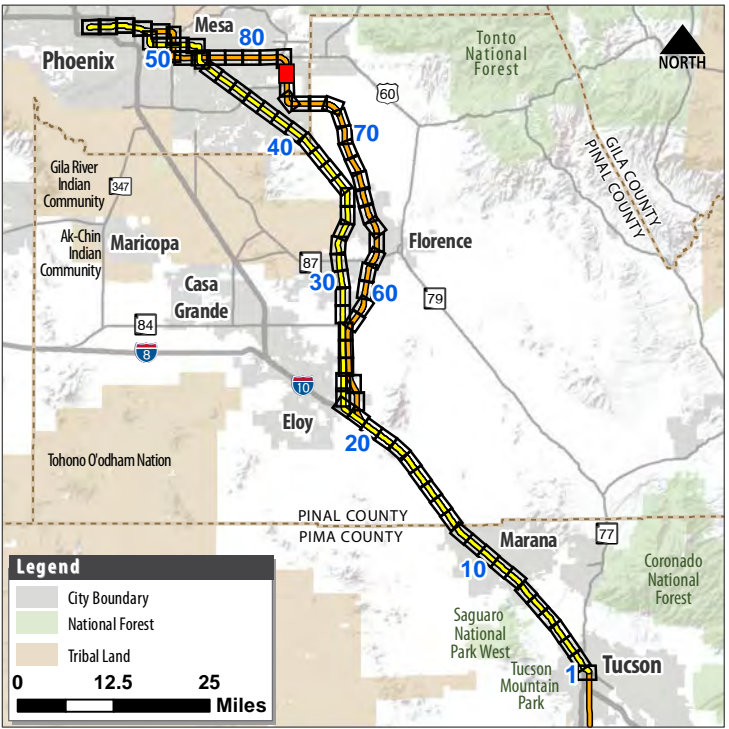 Mesa
80
Phoenix
50
Tonto
National
Forest
NORTH
60
70
40
GILA COUNTY
PINAL COUNTY
Gila River
Indian
Community
347
Ak-Chin
Indian
Community
Maricopa
Florence
87
30
60
Casa
Grande
79
84
8
10
Eloy
20
Tohono O'odham Nation
PINAL COUNTY
PIMA COUNTY
Marana
77
10
Coronado
National
Forest
Saguaro
National
Park West
Tucson
Mountain
Park
1
Tucson
Legend
City Boundary
National Forest
Tribal Land
0 12.5 25
Miles